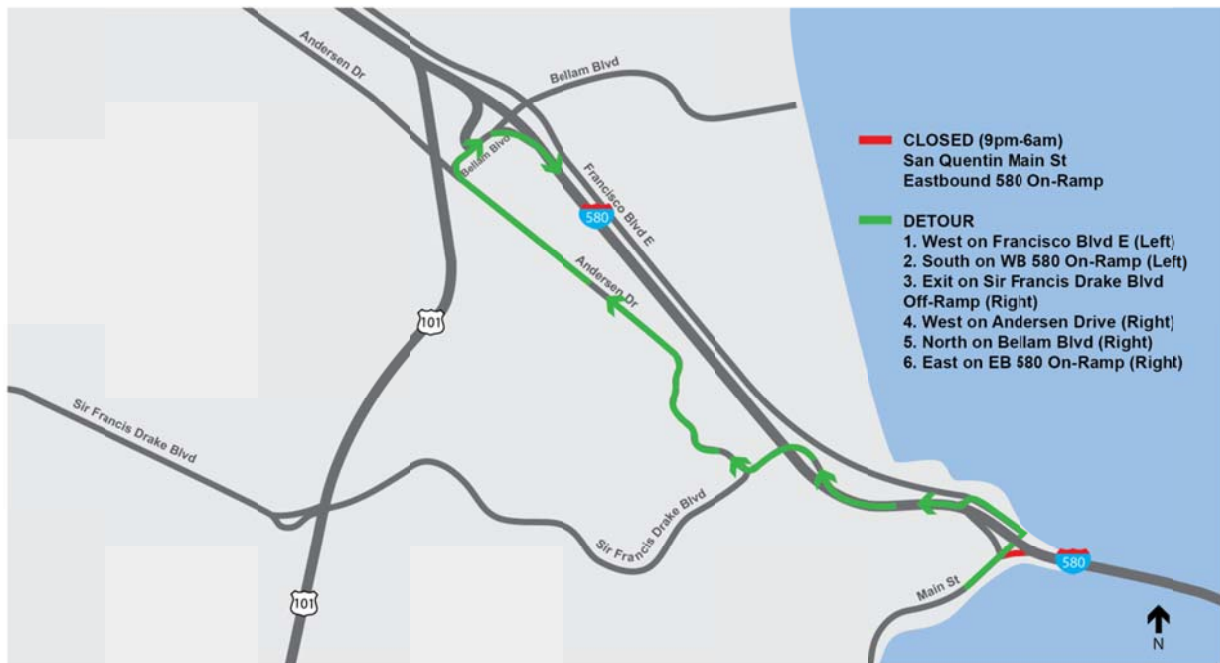 Andersen Dr
Bellam Blvd
Bellam Blvd
CLOSED (9pm-6am)
San Quentin Main St
Eastbound 580 On-Ramp
Francisco Blvd E
580
DETOUR
1. West on Francisco Blvd E (Left)
2. South on WB 580 On-Ramp (Left)
3. Exit on Sir Francis Drake Blvd
Off-Ramp (Right)
4. West on Andersen Drive (Right)
5. North on Bellam Blvd (Right)
6. East on EB 580 On-Ramp (Right)
Andersen Dr
101
Sir Francis Drake Blvd
Sir Francis Drake Blvd
580
Main St
101
N